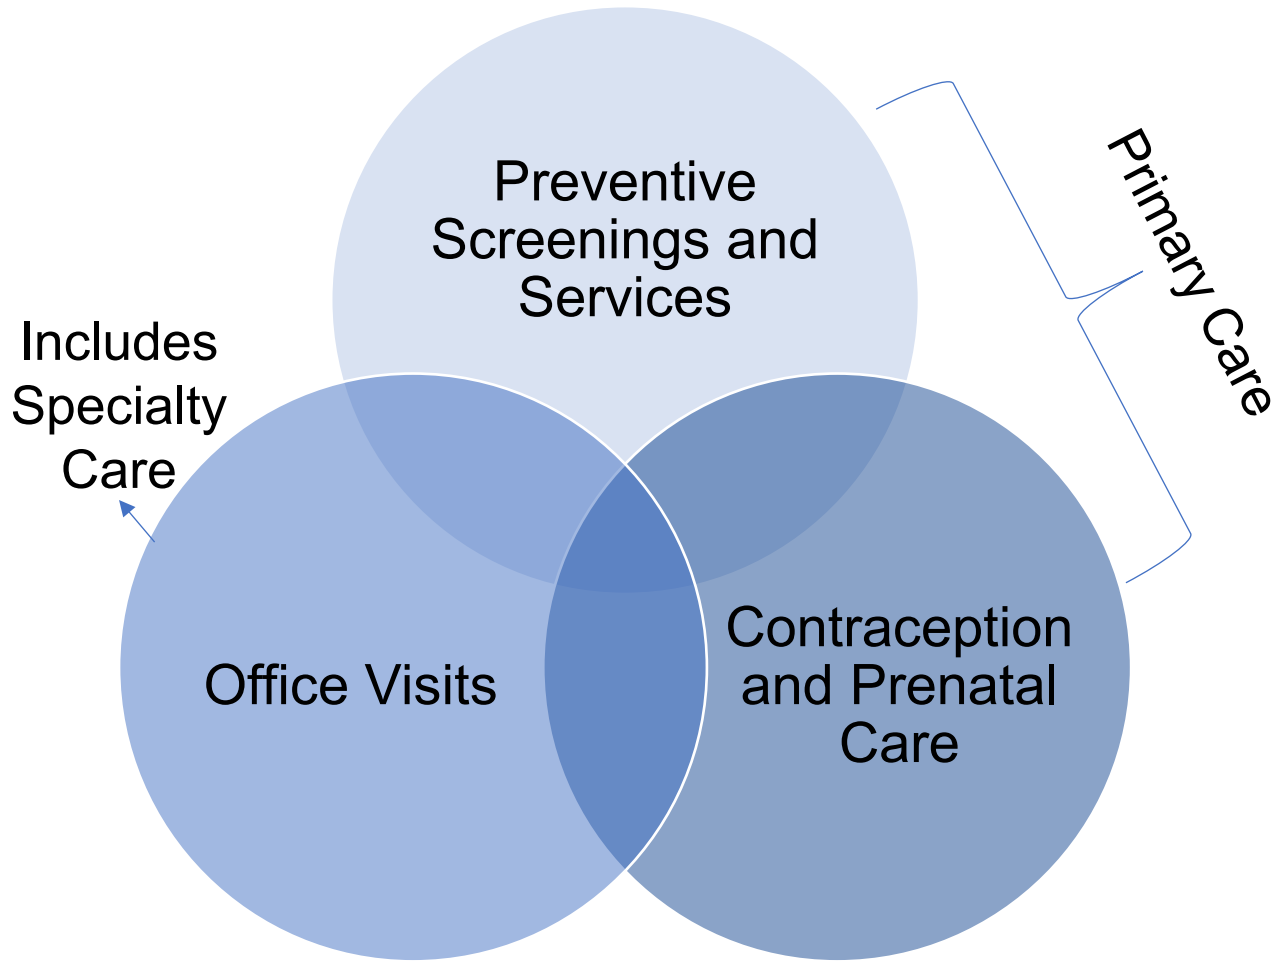 Preventive
Screenings and
Services
Primary Care
Includes
Specialty
Care
Office Visits
Contraception
and Prenatal
Care